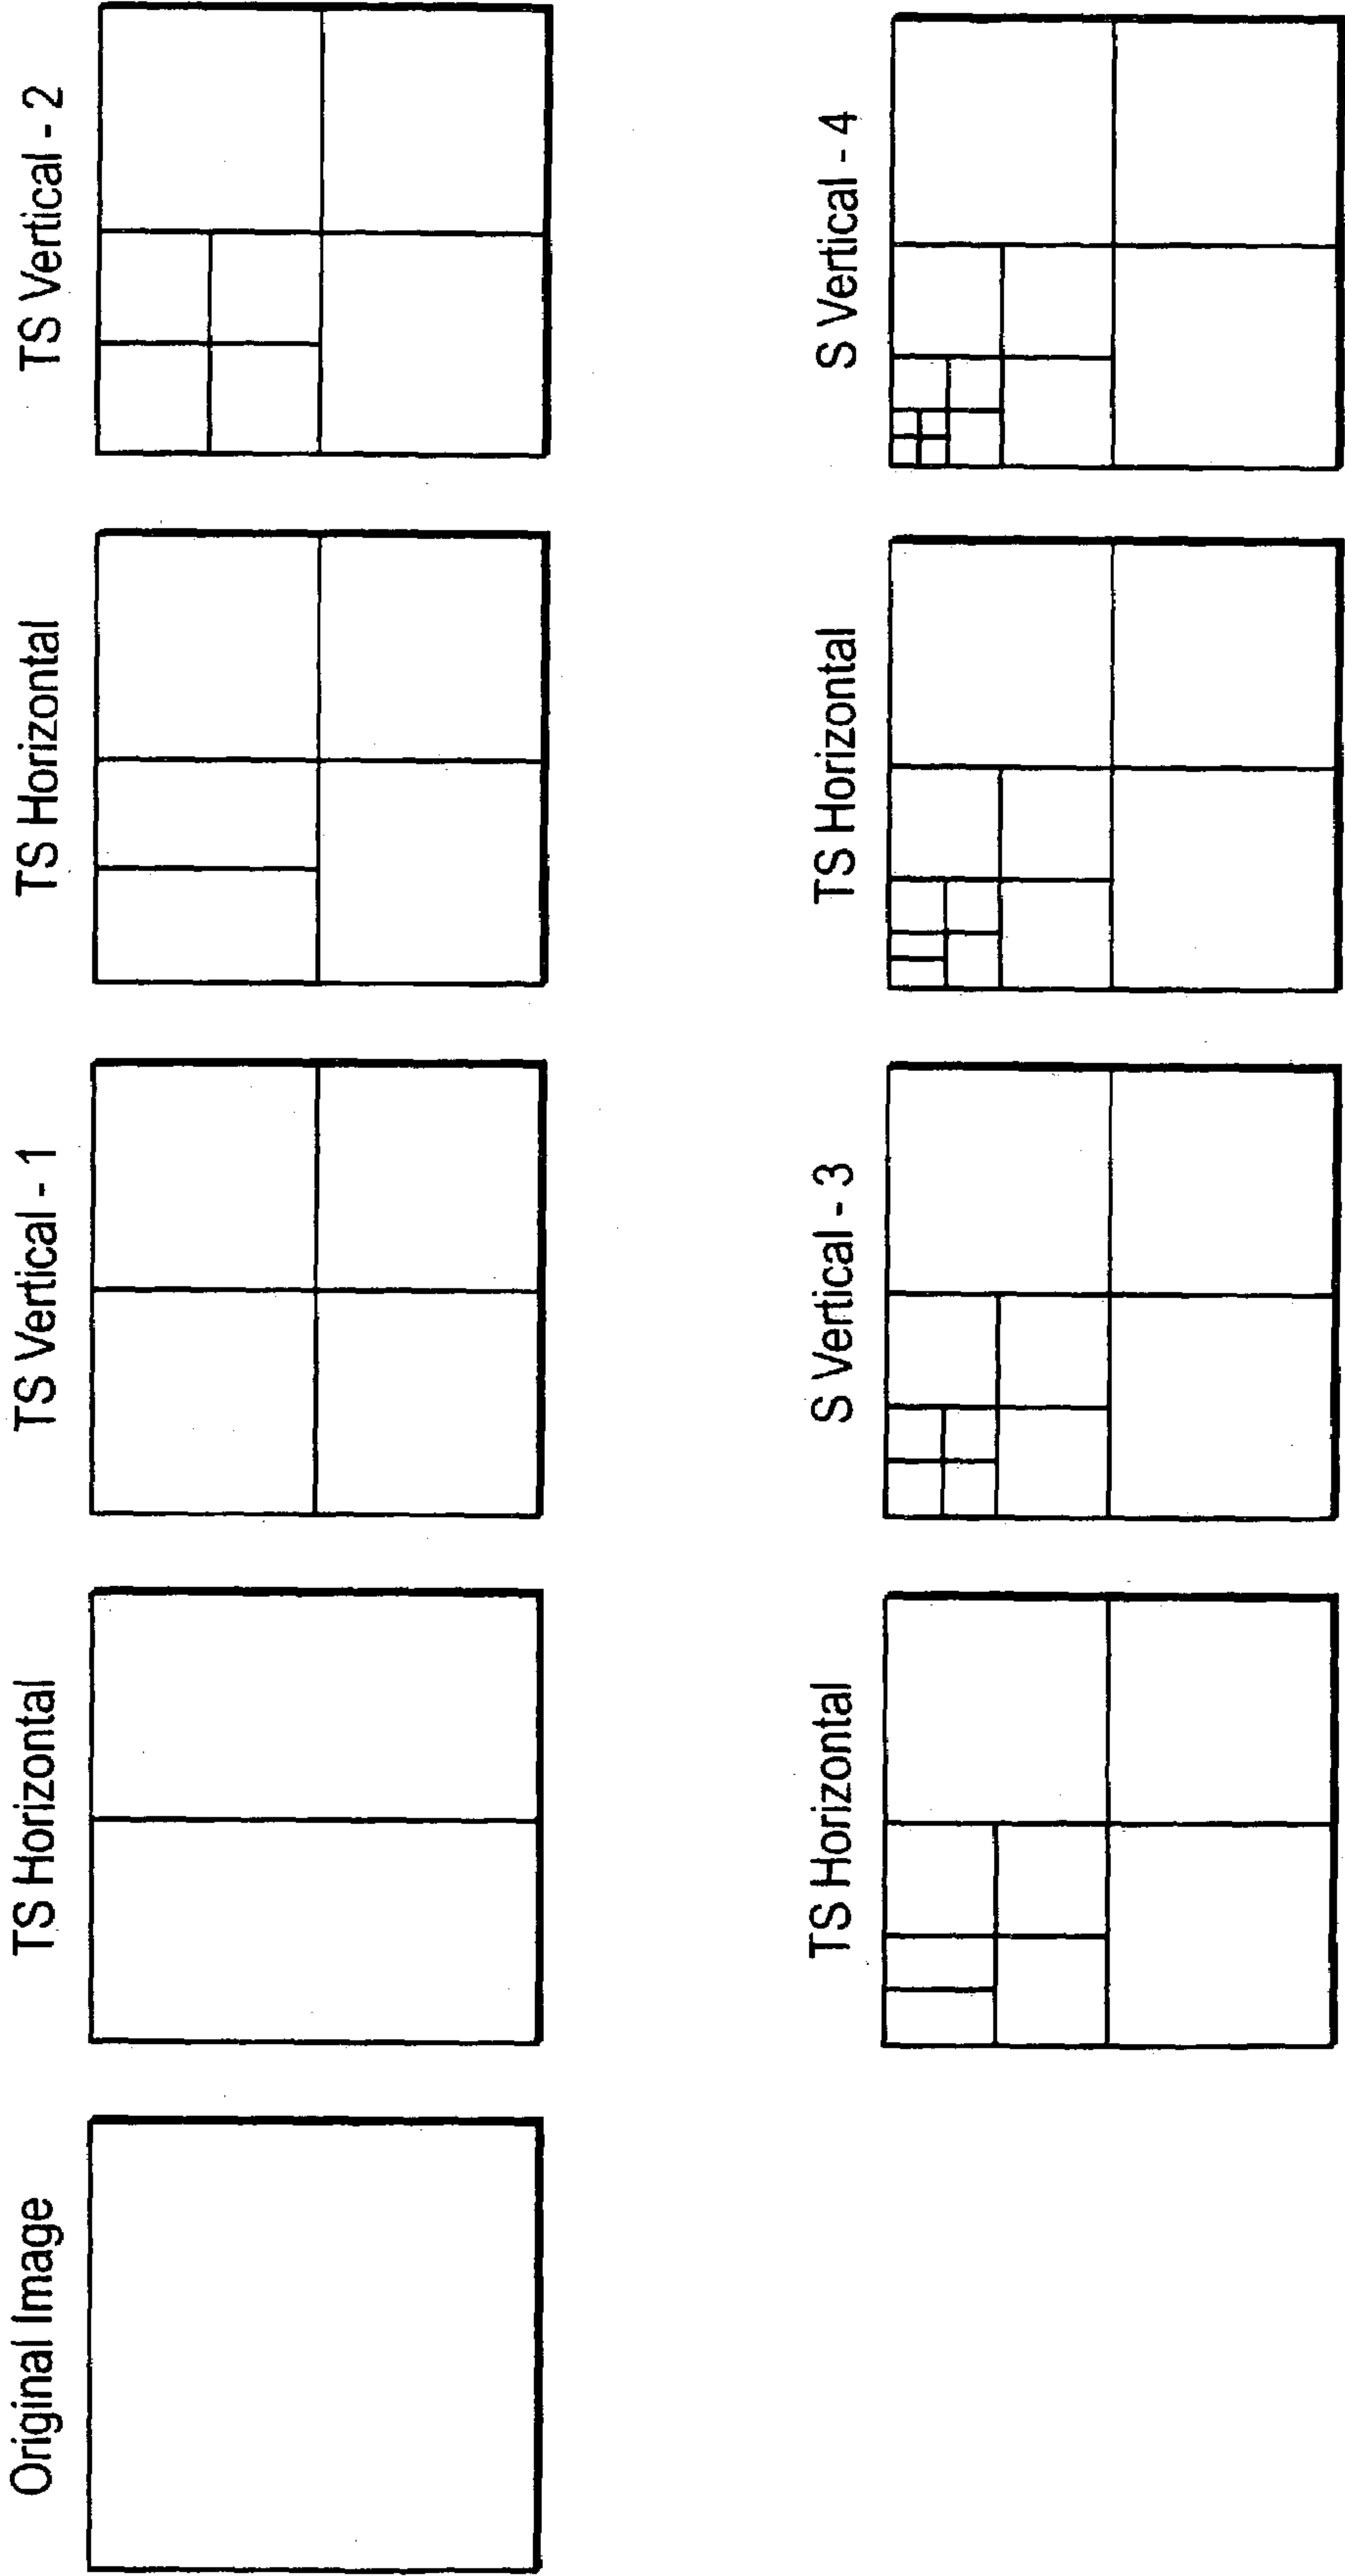 Original Image
TS Horizontal
TS Vertical - 1
TS Horizontal
TS Vertical - 2
TS Horizontal
S Vertical - 3
TS Horizontal
S Vertical - 4